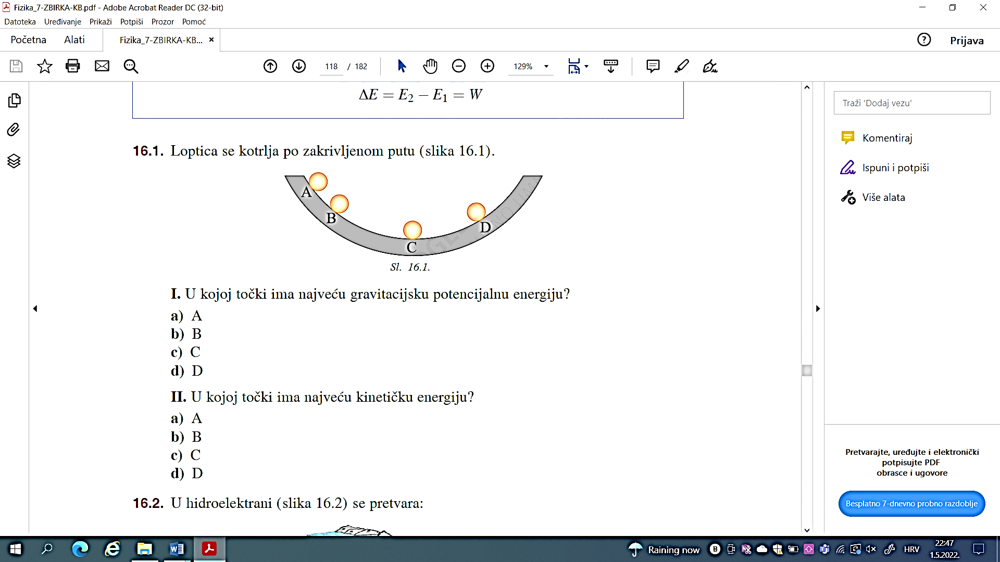 Fizika_7-ZBIRKA-KB.pdf - Adobe Acrobat Reader DC (32-bit)
Datoteka Uređivanje Prikaži Potpiši Prozor Pomoć
Početna Alati Fizika_7-ZBIRKA-KB... × Prijava
118 / 182 129%
ΔE = E₂ − E₁ = W
Traži 'Dodaj vezu'
Komentiraj
Ispuni i potpiši
Više alata
16.1. Loptica se kotrlja po zakrivljenom putu (slika 16.1).
A
B
C
D
Sl. 16.1.
I. U kojoj točki ima najveću gravitacijsku potencijalnu energiju?
a) A
b) B
c) C
d) D
II. U kojoj točki ima najveću kinetičku energiju?
a) A
b) B
c) C
d) D
16.2. U hidroelektrani (slika 16.2) se pretvara:
Pretvarajte, uređujte i elektronički
potpisujte PDF
obrasce i ugovore
Besplatno 7-dnevno probno razdoblje
Raining now HRV 22:47
1.5.2022.